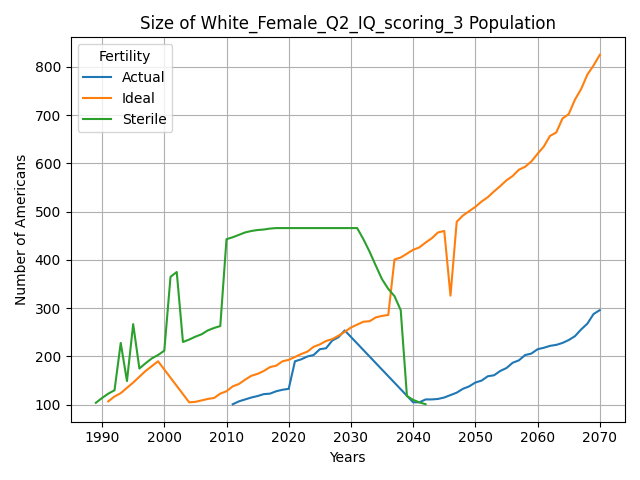 Size of White_Female_Q2_IQ_scoring_3 Population
Fertility
Actual
Ideal
Sterile
Number of Americans
800
700
600
500
400
300
200
100
1990
2000
2010
2020
2030
2040
2050
2060
2070
Years